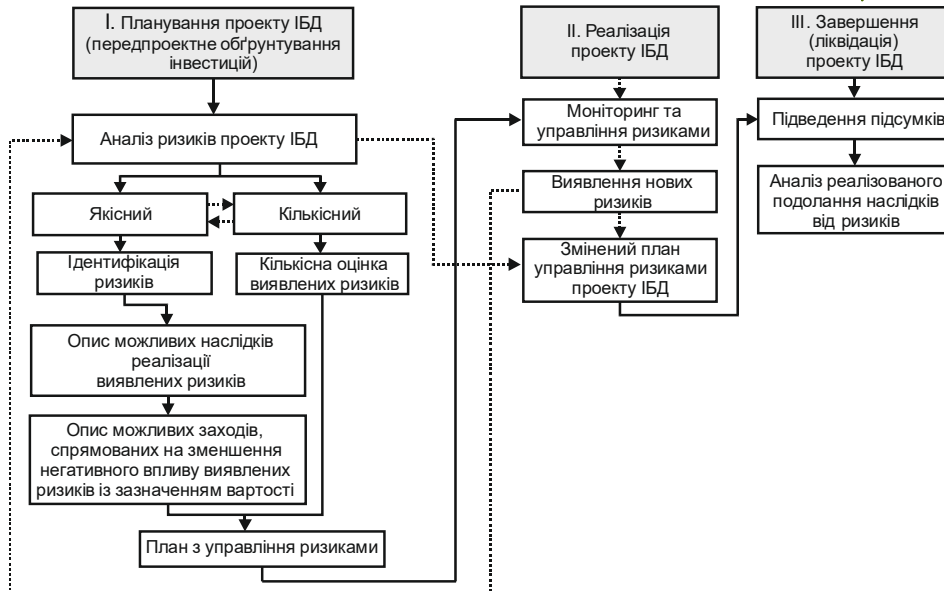 І. Планування проекту ІБД
(передпроектне обґрунтування
інвестицій)
Аналіз ризиків проекту ІБД
Якісний
Кількісний
Ідентифікація
ризиків
Кількісна оцінка
виявлених ризиків
Опис можливих наслідків
реалізації
виявлених ризиків
Опис можливих заходів,
спрямованих на зменшення
негативного впливу виявлених
ризиків із зазначенням вартості
План з управління ризиками
ІІ. Реалізація
проекту ІБД
Моніторинг та
управління ризиками
Виявлення нових
ризиків
Змінений план
управління ризиками
проекту ІБД
ІІІ. Завершення
(ліквідація)
проекту ІБД
Підведення підсумків
Аналіз реалізованого
подолання наслідків
від ризиків